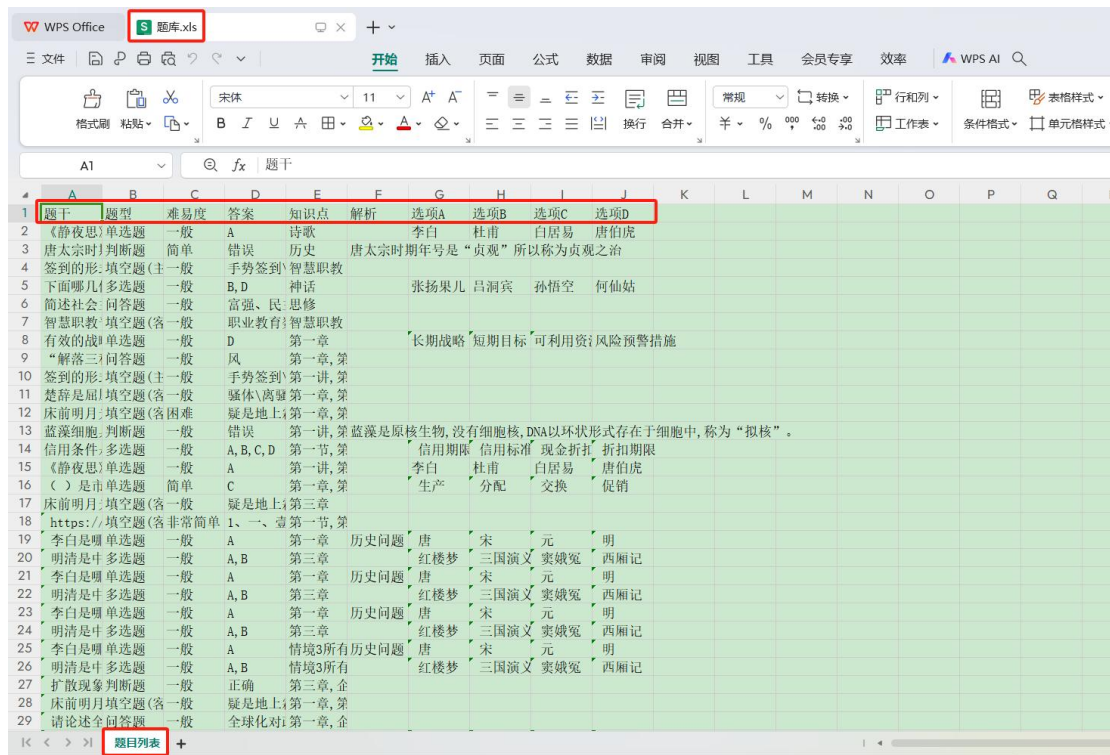 WPS Office 题库.xls
文件 开始 插入 页面 公式 数据 审阅 视图 工具 会员专享 效率 WPS AI
宋体 11 A+ A- 常规 转换 行和列 表格样式
格式刷 粘贴 B I U A 换行 合并 ¥ % 工作表 条件格式 单元格样式
A1 fx 题干
A B C D E F G H I J K L M N O P Q
1 题干 题型 难易度 答案 知识点 解析 选项A 选项B 选项C 选项D
2 《静夜思》 单选题 一般 A 诗歌 李白 杜甫 白居易 唐伯虎
3 唐太宗时 判断题 简单 错误 历史 唐太宗时期年号是“贞观”所以称为贞观之治
4 签到的形 填空题(主 一般 手势签到\ 智慧职教
5 下面哪几 多选题 一般 B,D 神话 张扬果儿 吕洞宾 孙悟空 何仙姑
6 简述社会 问答题 一般 富强、民 思修
7 智慧职教 填空题(客 一般 职业教育 智慧职教
8 有效的战 单选题 一般 D 第一章 长期战略 短期目标 可利用资 风险预警措施
9 “解落三 问答题 一般 风 第一章,第
10 签到的形 填空题(主 一般 手势签到\ 第一讲,第
11 楚辞是屈 填空题(客 一般 骚体\离骚 第一章,第
12 床前明月 填空题(客 困难 疑是地上 第一章,第
13 蓝藻细胞 判断题 一般 错误 第一讲,第 蓝藻是原核生物,没有细胞核,DNA以环状形式存在于细胞中,称为“拟核”。
14 信用条件 多选题 一般 A,B,C,D 第一节,第 信用期限 信用标准 现金折扣 折扣期限
15 《静夜思》 单选题 一般 A 第一讲,第 李白 杜甫 白居易 唐伯虎
16 （ ）是市 单选题 简单 C 第一章,第 生产 分配 交换 促销
17 床前明月 填空题(客 一般 疑是地上 第三章
18 https:/ 填空题(客 非常简单 1、一、壹 第一节,第
19 李白是哪 单选题 一般 A 第一章 历史问题 唐 宋 元 明
20 明清是中 多选题 一般 A,B 第三章 红楼梦 三国演义 窦娥冤 西厢记
21 李白是哪 单选题 一般 A 第一章 历史问题 唐 宋 元 明
22 明清是中 多选题 一般 A,B 第三章 红楼梦 三国演义 窦娥冤 西厢记
23 李白是哪 单选题 一般 A 第一章 历史问题 唐 宋 元 明
24 明清是中 多选题 一般 A,B 第三章 红楼梦 三国演义 窦娥冤 西厢记
25 李白是哪 单选题 一般 A 情境3所有 历史问题 唐 宋 元 明
26 明清是中 多选题 一般 A,B 情境3所有 红楼梦 三国演义 窦娥冤 西厢记
27 扩散现象 判断题 一般 正确 第三章,企
28 床前明月 填空题(客 一般 疑是地上 第一章,第
29 请论述全 问答题 一般 全球化对 第一章,企
题目列表